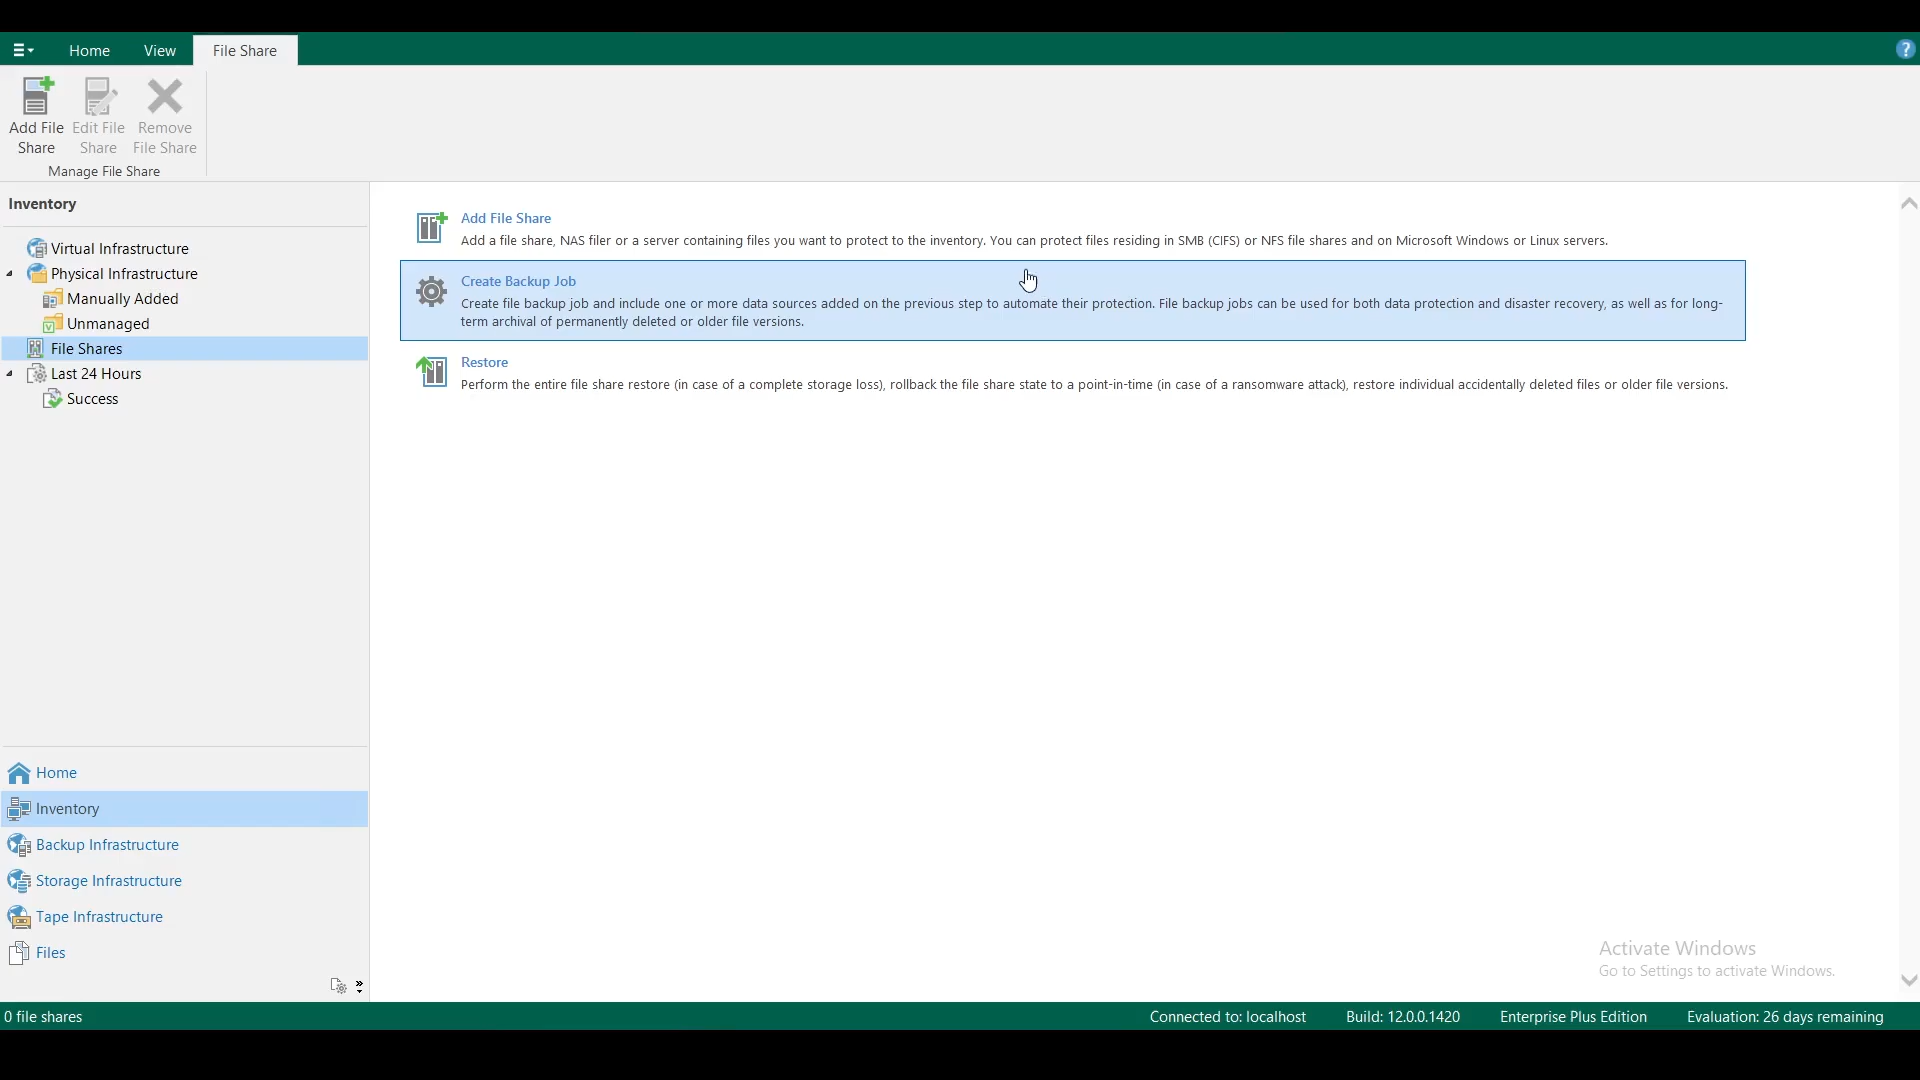 Home View File Share
Add File Share
Edit File Share
Remove File Share
Manage File Share
Inventory
Virtual Infrastructure
Physical Infrastructure
Manually Added
Unmanaged
File Shares
Last 24 Hours
Success
Add File Share
Add a file share, NAS filer or a server containing files you want to protect to the inventory. You can protect files residing in SMB (CIFS) or NFS file shares and on Microsoft Windows or Linux servers.
Create Backup Job
Create file backup job and include one or more data sources added on the previous step to automate their protection. File backup jobs can be used for both data protection and disaster recovery, as well as for long-
term archival of permanently deleted or older file versions.
Restore
Perform the entire file share restore (in case of a complete storage loss), rollback the file share state to a point-in-time (in case of a ransomware attack), restore individual accidentally deleted files or older file versions.
Home
Inventory
Backup Infrastructure
Storage Infrastructure
Tape Infrastructure
Files
Activate Windows
Go to Settings to activate Windows.
0 file shares
Connected to: localhost Build: 12.0.0.1420 Enterprise Plus Edition Evaluation: 26 days remaining